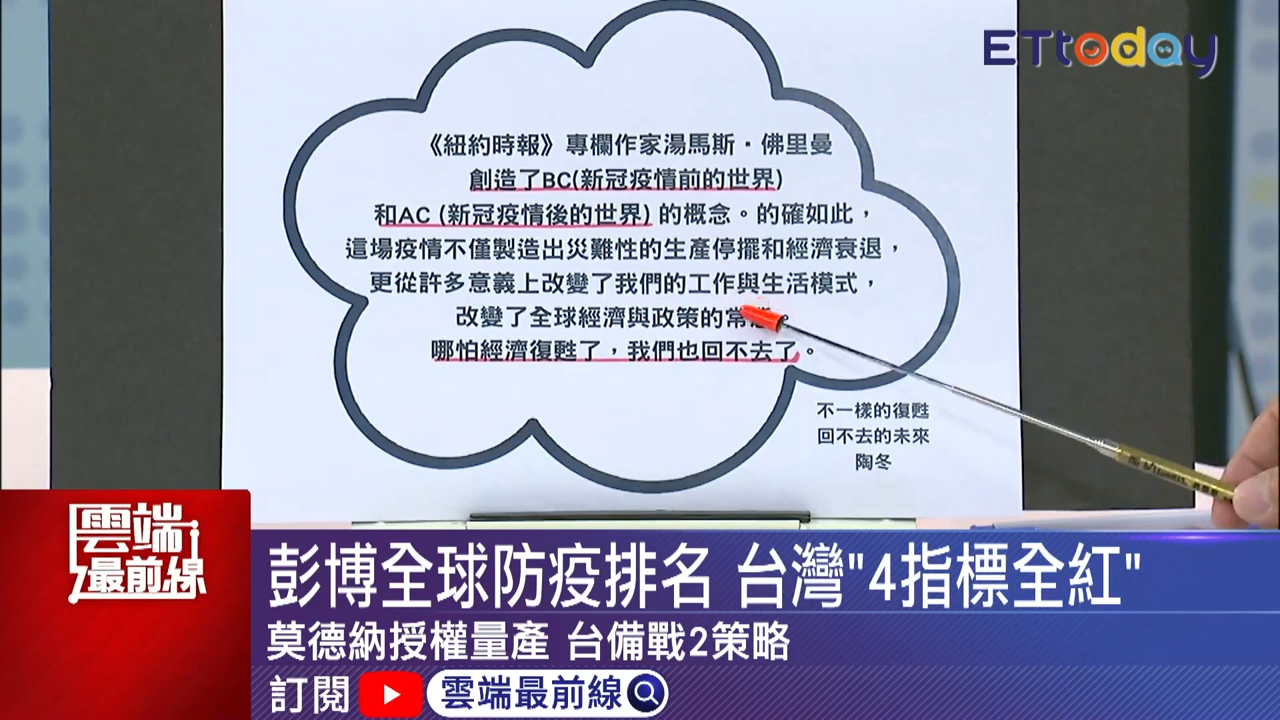 ETtoday
《紐約時報》專欄作家湯馬斯·佛里曼
創造了BC(新冠疫情前的世界)
和AC (新冠疫情後的世界) 的概念。的確如此，
這場疫情不僅製造出災難性的生產停擺和經濟衰退，
更從許多意義上改變了我們的工作與生活模式，
改變了全球經濟與政策的常態。
哪怕經濟復甦了，我們也回不去了。
不一樣的復甦
回不去的未來
陶冬
雲端
最前線
彭博全球防疫排名 台灣"4指標全紅"
莫德納授權量產 台備戰2策略
訂閱 雲端最前線